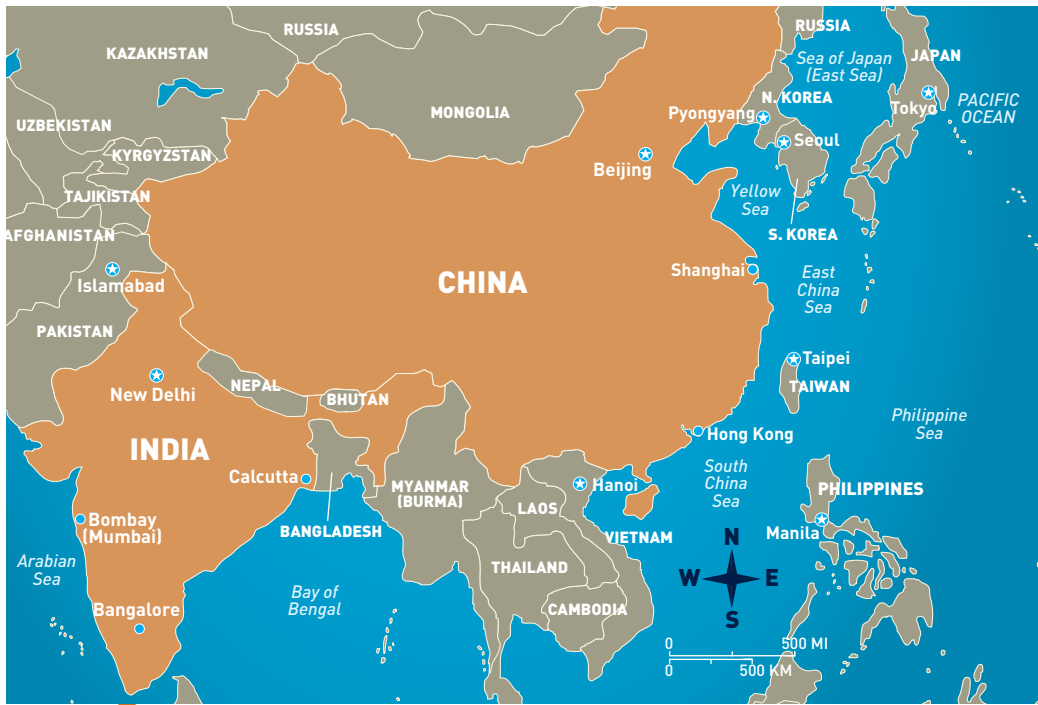 RUSSIA
RUSSIA
KAZAKHSTAN
Sea of Japan
(East Sea)
JAPAN
MONGOLIA
N. KOREA
Pyongyang
Tokyo
PACIFIC
OCEAN
UZBEKISTAN
KYRGYZSTAN
Seoul
Beijing
TAJIKISTAN
Yellow
Sea
AFGHANISTAN
S. KOREA
Islamabad
CHINA
Shanghai
East
China
Sea
PAKISTAN
Taipei
TAIWAN
New Delhi
NEPAL
BHUTAN
Philippine
Sea
INDIA
Hong Kong
Calcutta
South
China
Sea
MYANMAR
(BURMA)
Hanoi
PHILIPPINES
LAOS
Bombay
(Mumbai)
BANGLADESH
VIETNAM
Manila
N
Arabian
Sea
THAILAND
W
E
Bay of
Bengal
CAMBODIA
Bangalore
S
0 500 MI
0 500 KM